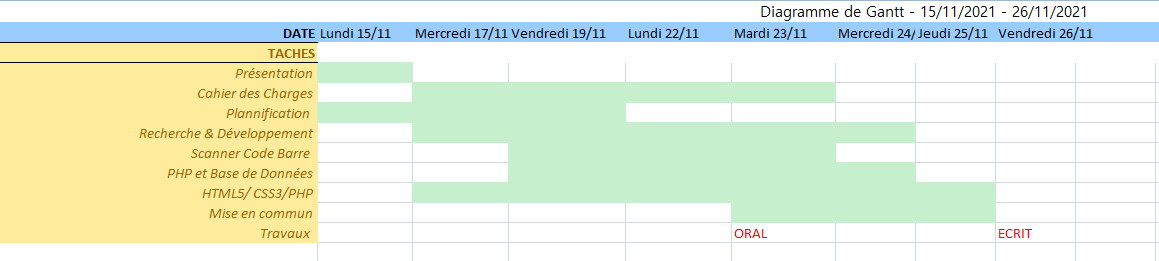 Diagramme de Gantt - 15/11/2021 - 26/11/2021
DATE Lundi 15/11 Mercredi 17/11 Vendredi 19/11 Lundi 22/11 Mardi 23/11 Mercredi 24/ Jeudi 25/11 Vendredi 26/11
TACHES
Présentation
Cahier des Charges
Plannification
Recherche & Développement
Scanner Code Barre
PHP et Base de Données
HTML5/ CSS3/PHP
Mise en commun
Travaux ORAL ECRIT